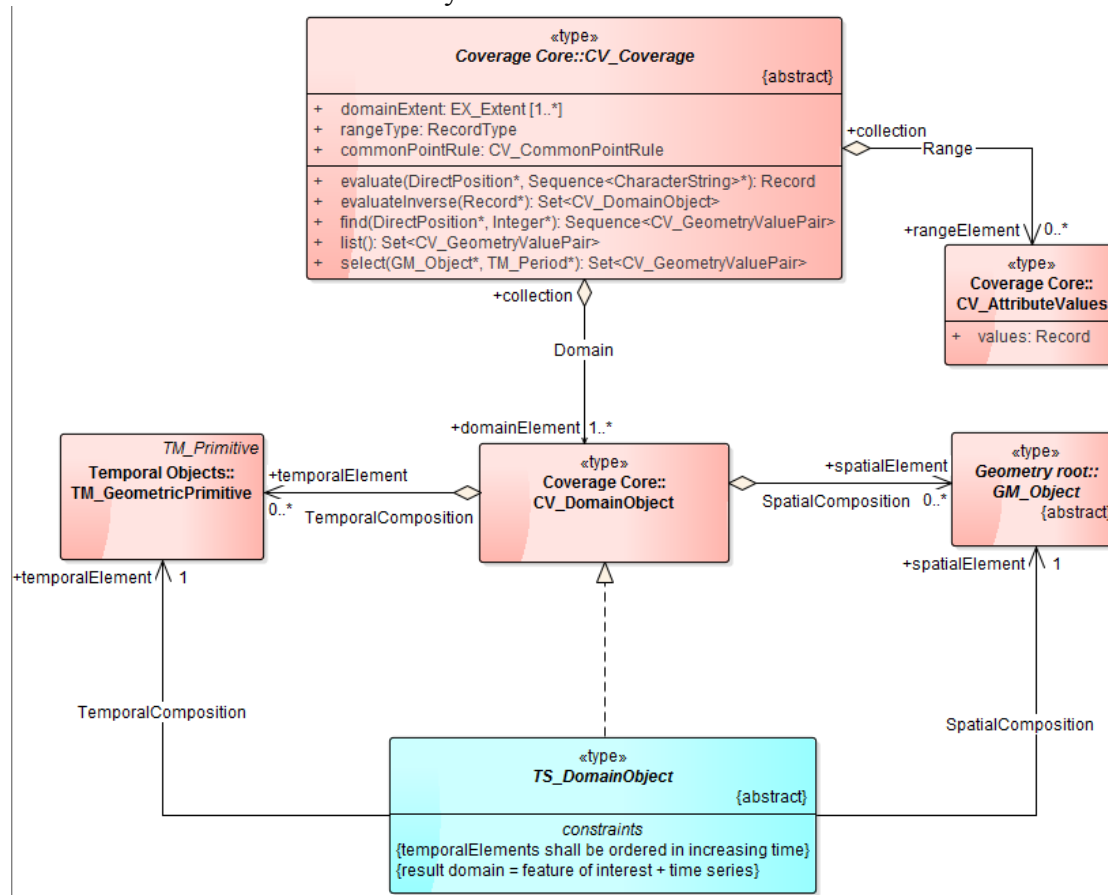 «type»
Coverage Core::CV_Coverage
{abstract}
+ domainExtent: EX_Extent [1..*]
+ rangeType: RecordType
+ commonPointRule: CV_CommonPointRule
+ evaluate(DirectPosition*, Sequence<CharacterString>*): Record
+ evaluateInverse(Record*): Set<CV_DomainObject>
+ find(DirectPosition*, Integer*): Sequence<CV_GeometryValuePair>
+ list(): Set<CV_GeometryValuePair>
+ select(GM_Object*, TM_Period*): Set<CV_GeometryValuePair>
+collection
Range
+rangeElement 0..*
«type»
Coverage Core::
CV_AttributeValues
+ values: Record
+collection
Domain
+domainElement 1..*
TM_Primitive
Temporal Objects::
TM_GeometricPrimitive
+temporalElement
0..*
TemporalComposition
«type»
Coverage Core::
CV_DomainObject
+spatialElement
SpatialComposition 0..*
Geometry root::
GM_Object
{abstract}
+temporalElement 1
+spatialElement 1
TemporalComposition
SpatialComposition
«type»
TS_DomainObject
{abstract}
constraints
{temporalElements shall be ordered in increasing time}
{result domain = feature of interest + time series}